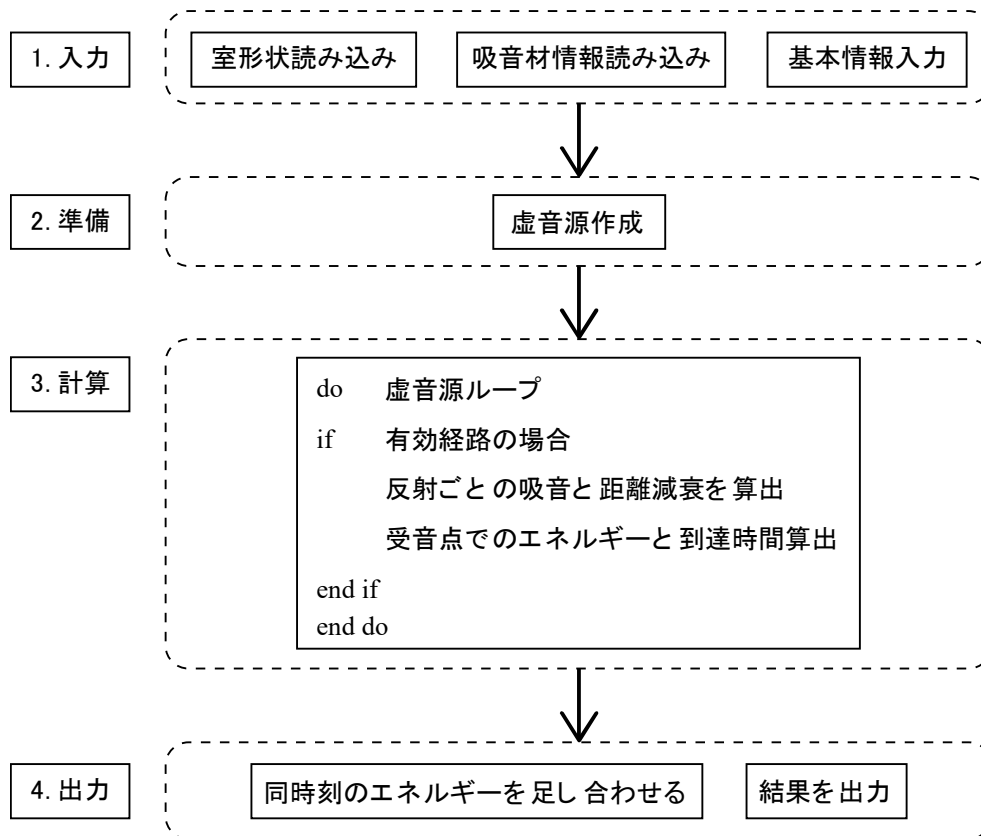 1. 入力
室形状読み込み
吸音材情報読み込み
基本情報入力
2. 準備
虚音源作成
3. 計算
do 虚音源ループ
if 有効経路の場合
反射ごとの吸音と距離減衰を算出
受音点でのエネルギーと到達時間算出
end if
end do
4. 出力
同時刻のエネルギーを足し合わせる
結果を出力